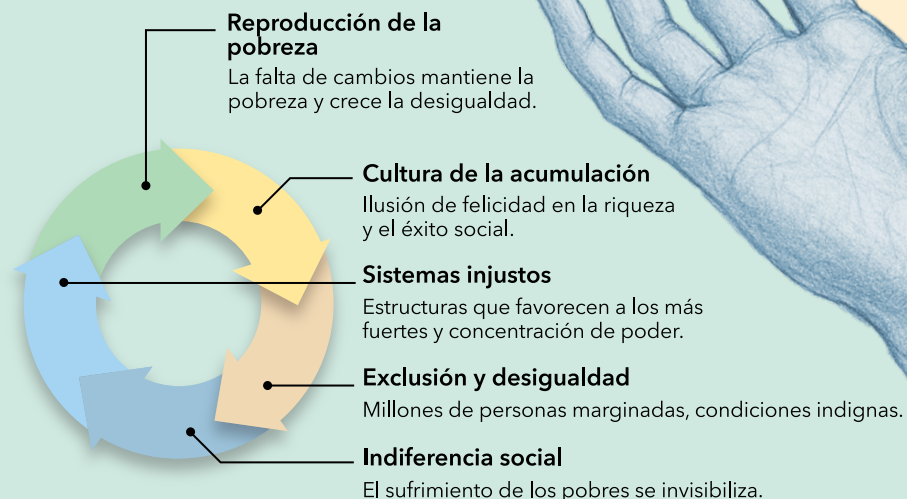 Reproducción de la
pobreza
La falta de cambios mantiene la
pobreza y crece la desigualdad.
Cultura de la acumulación
Ilusión de felicidad en la riqueza
y el éxito social.
Sistemas injustos
Estructuras que favorecen a los más
fuertes y concentración de poder.
Exclusión y desigualdad
Millones de personas marginadas, condiciones indignas.
Indiferencia social
El sufrimiento de los pobres se invisibiliza.